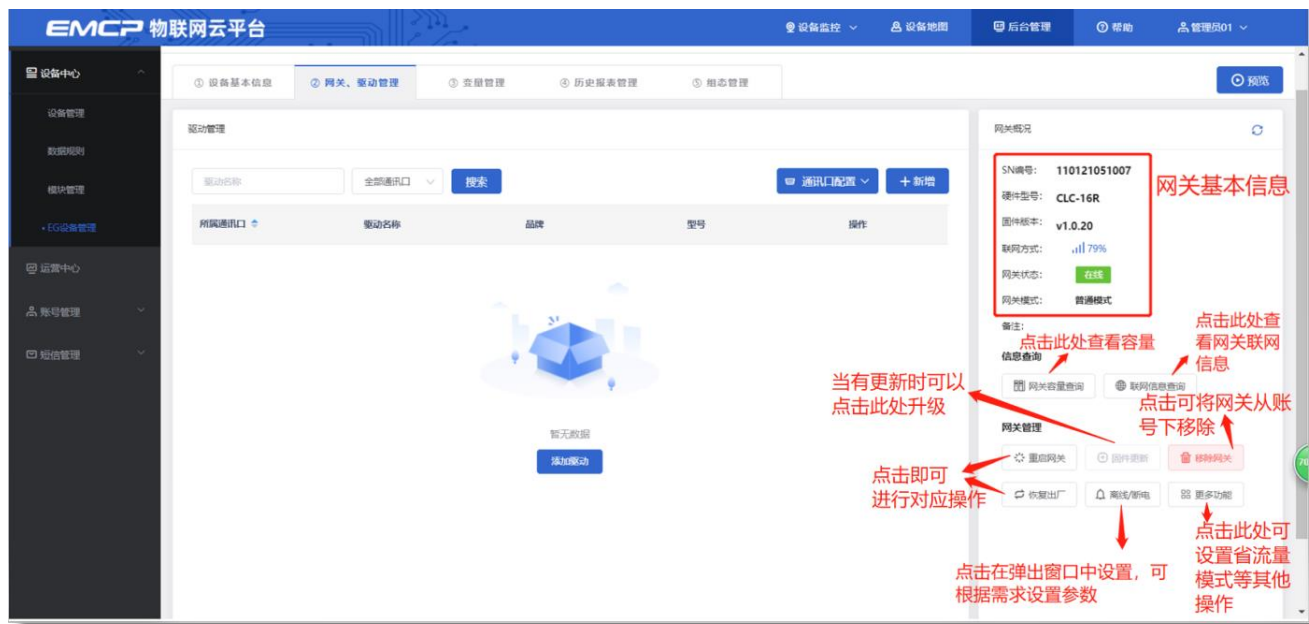 EMCP 物联网云平台
设备监控
设备地图
后台管理
帮助
管理员01
设备中心
设备管理
数据规则
模块管理
EG设备管理
运营中心
账号管理
短信管理
① 设备基本信息
② 网关、驱动管理
③ 变量管理
④ 历史报表管理
⑤ 组态管理
预览
驱动管理
驱动名称
全部通讯口
搜索
通讯口配置
+ 新增
所属通讯口
驱动名称
品牌
型号
操作
暂无数据
添加驱动
网关概况
SN编号: 110121051007
硬件型号: CLC-16R
固件版本: v1.0.20
联网方式: 79%
网关状态: 在线
网关模式: 普通模式
网关基本信息
备注:
点击此处查看容量
点击此处查
看网关联网
信息
信息查询
网关容量查询
联网信息查询
当有更新时可以
点击此处升级
点击可将网关从账
号下移除
网关管理
重启网关
固件更新
移除网关
点击即可
进行对应操作
恢复出厂
离线/断电
更多功能
点击在弹出窗口中设置，可
根据需求设置参数
点击此处可
设置省流量
模式等其他
操作